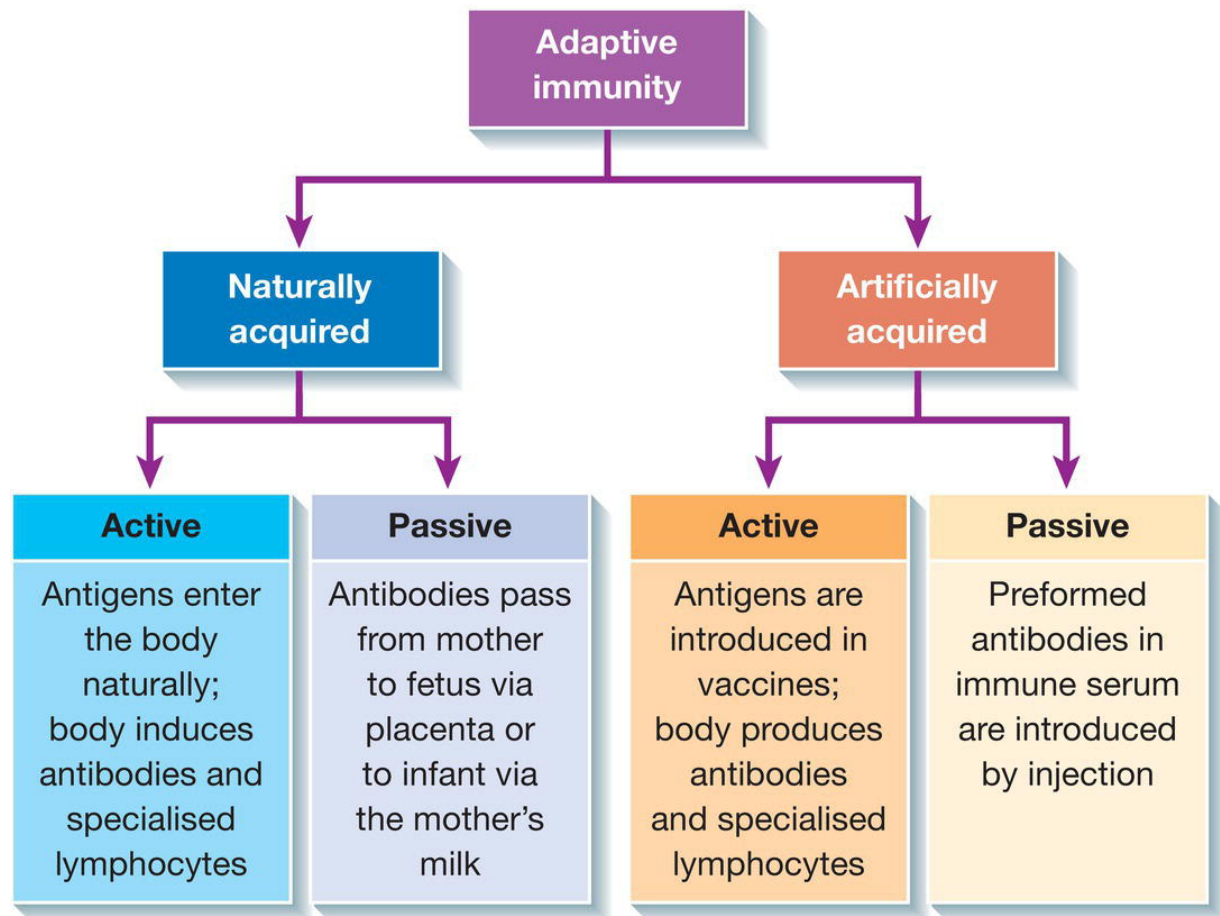 Adaptive
immunity
Naturally
acquired
Artificially
acquired
Active
Antigens enter
the body
naturally;
body induces
antibodies and
specialised
lymphocytes
Passive
Antibodies pass
from mother
to fetus via
placenta or
to infant via
the mother’s
milk
Active
Antigens are
introduced in
vaccines;
body produces
antibodies
and specialised
lymphocytes
Passive
Preformed
antibodies in
immune serum
are introduced
by injection